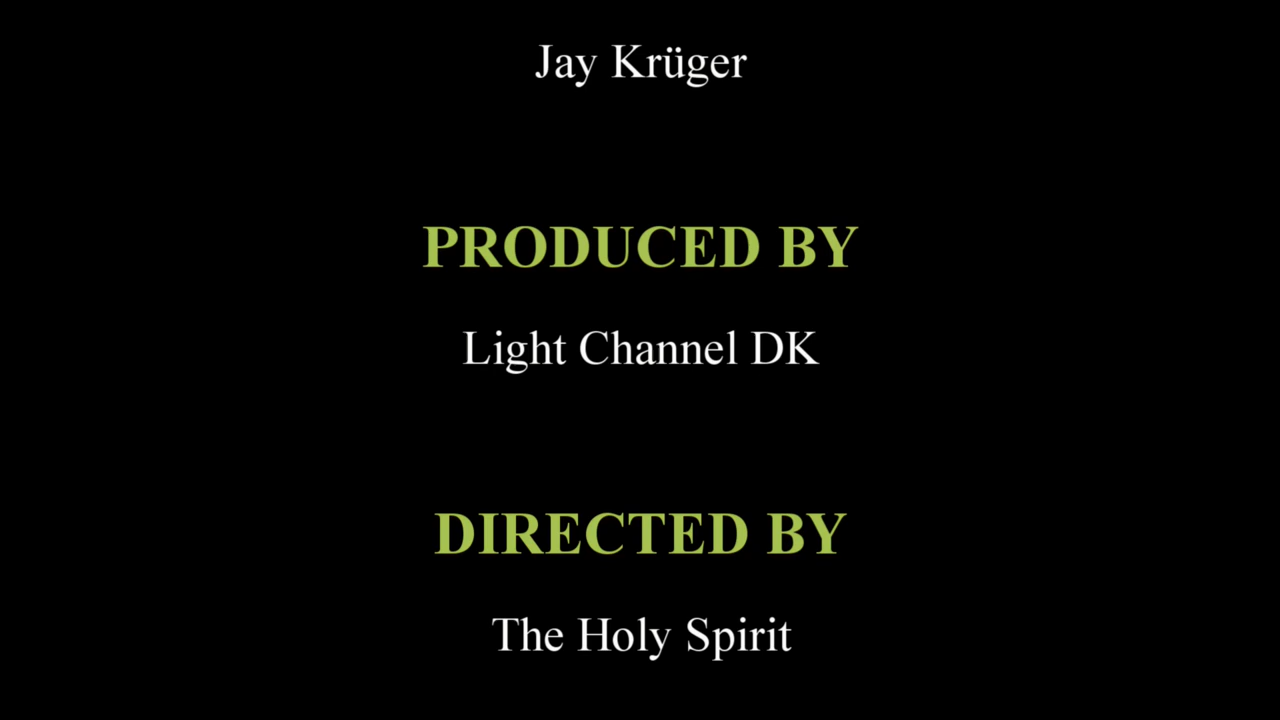 Jay Krüger
PRODUCED BY
Light Channel DK
DIRECTED BY
The Holy Spirit